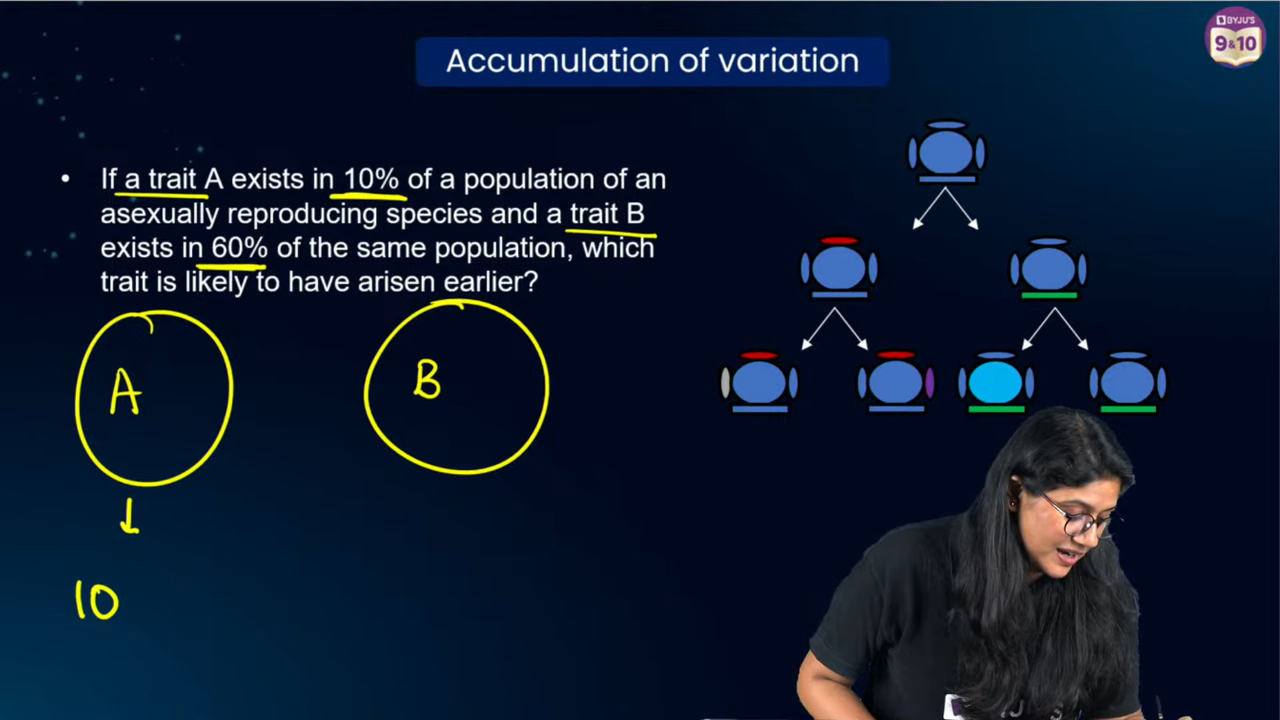 BYJU'S
9&10
Accumulation of variation
• If a trait A exists in 10% of a population of an
asexually reproducing species and a trait B
exists in 60% of the same population, which
trait is likely to have arisen earlier?
A
B
↓
10